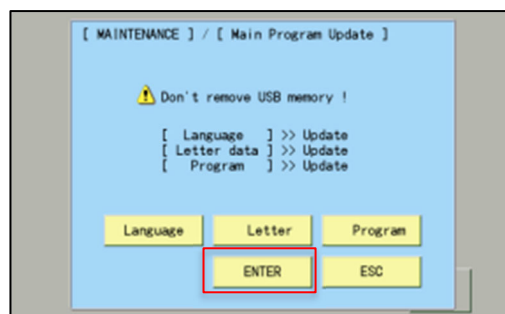 [ MAINTENANCE ] / [ Main Program Update ]
Don't remove USB memory !
[ Language ] >> Update
[ Letter data ] >> Update
[ Program ] >> Update
Language Letter Program
ENTER ESC